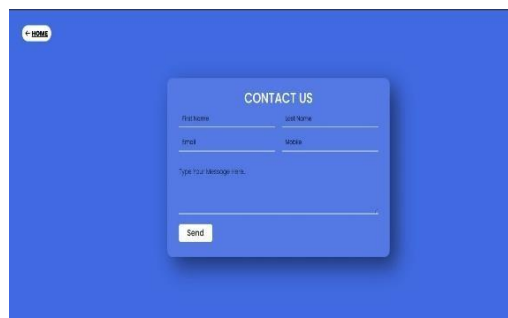 ← HOME
CONTACT US
First Name Last Name
Email Mobile
Type Your Message Here...
Send